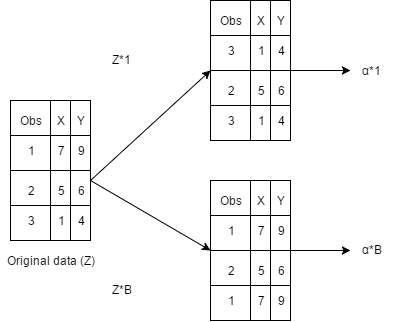 Z*1
Obs X Y
3 1 4
2 5 6
3 1 4
α*1
Obs X Y
1 7 9
2 5 6
3 1 4
Original data (Z)
Z*B
Obs X Y
1 7 9
2 5 6
1 7 9
α*B